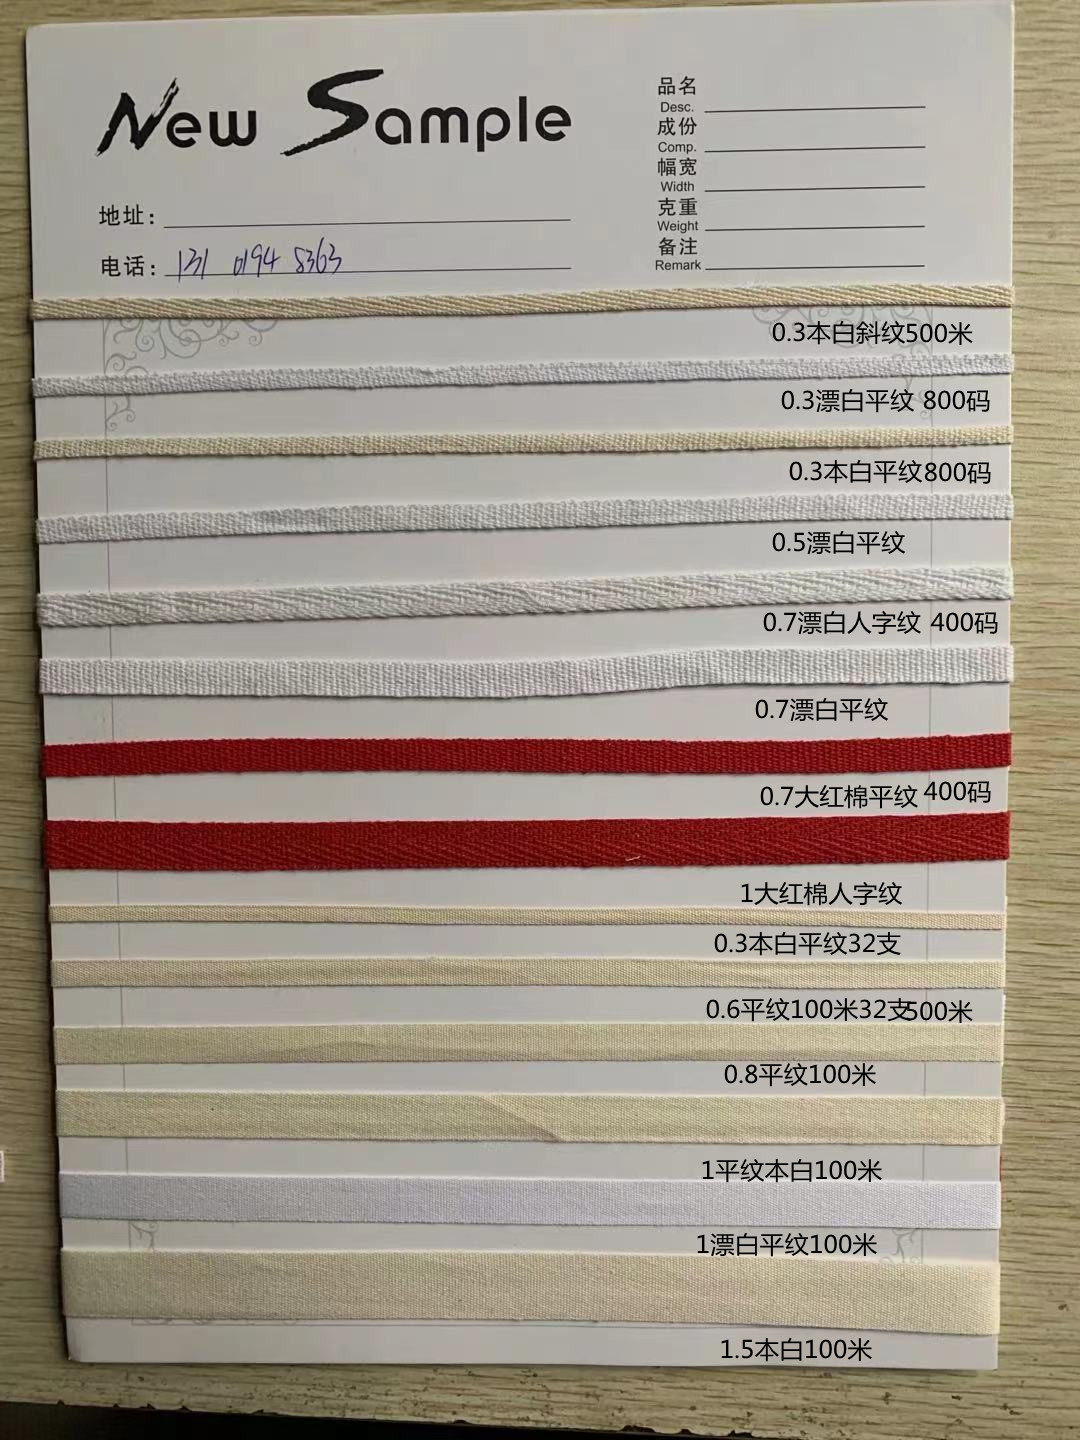 New Sample
品名
Desc.
成份
Comp.
幅宽
Width
克重
Weight
备注
Remark
地址：
电话：131 0194 8363
0.3本白斜纹500米
0.3漂白平纹 800码
0.3本白平纹800码
0.5漂白平纹
0.7漂白人字纹 400码
0.7漂白平纹
0.7大红棉平纹 400码
1大红棉人字纹
0.3本白平纹32支
0.6平纹100米32支500米
0.8平纹100米
1平纹本白100米
1漂白平纹100米
1.5本白100米